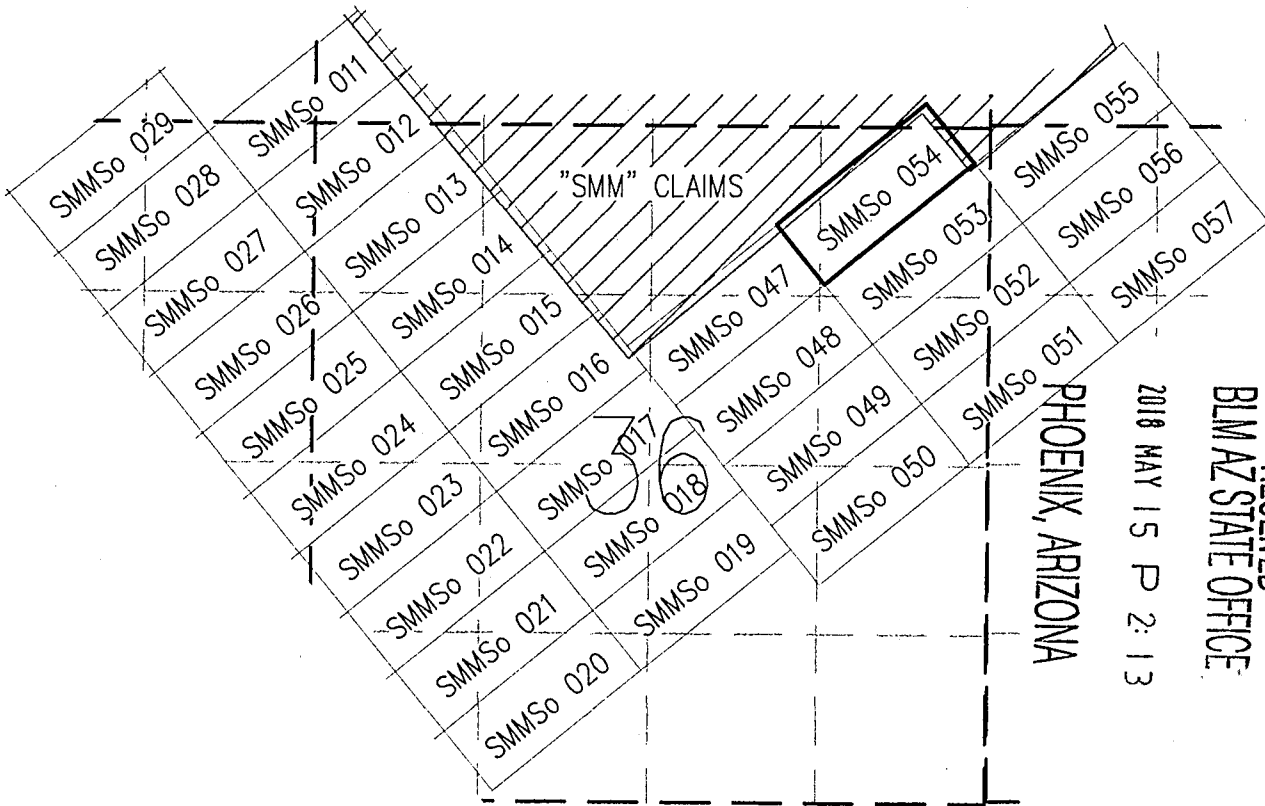 SMMSo 029
SMMSo 028
SMMSo 027
SMMSo 026
SMMSo 025
SMMSo 024
SMMSo 023
SMMSo 022
SMMSo 021
SMMSo 020
SMMSo 011
SMMSo 012
SMMSo 013
SMMSo 014
SMMSo 015
SMMSo 016
SMMSo 017
SMMSo 018
SMMSo 019
36
"SMM" CLAIMS
SMMSo 047
SMMSo 048
SMMSo 049
SMMSo 050
SMMSo 054
SMMSo 053
SMMSo 052
SMMSo 051
SMMSo 055
SMMSo 056
SMMSo 057
BLM AZ STATE OFFICE
2018 MAY 15 P 2:13
PHOENIX, ARIZONA